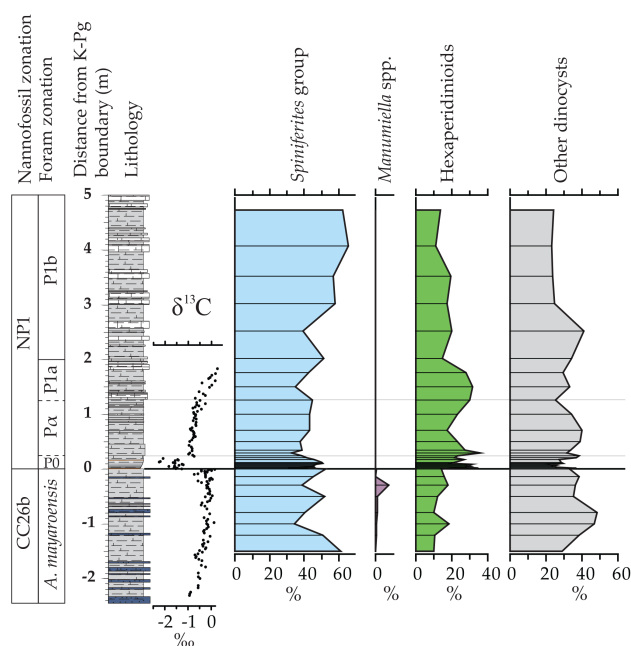 Nannofossil zonation
Foram zonation
Distance from K-Pg
boundary (m)
Lithology
Spiniferites group
Manumiella spp.
Hexaperidinioids
Other dinocysts
δ13C
5
4
3
2
1
0
-1
-2
NP1
CC26b
P1b
P1a
Pα
P0
A. mayaroensis
-2 -1 0
‰
0 20 40 60
%
0
%
0 20 40
%
0 20 40 60
%